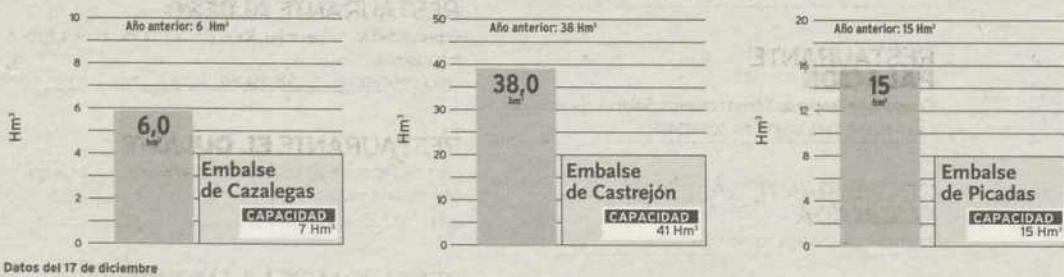 Año anterior: 6 Hm³
10
8
6
4
2
0
Hm³
6,0
hm³
Embalse
de Cazalegas
CAPACIDAD
7 Hm³
Año anterior: 38 Hm³
50
40
30
20
10
0
Hm³
38,0
hm³
Embalse
de Castrejón
CAPACIDAD
41 Hm³
Año anterior: 15 Hm³
20
16
12
8
4
0
Hm³
15
hm³
Embalse
de Picadas
CAPACIDAD
15 Hm³
Datos del 17 de diciembre